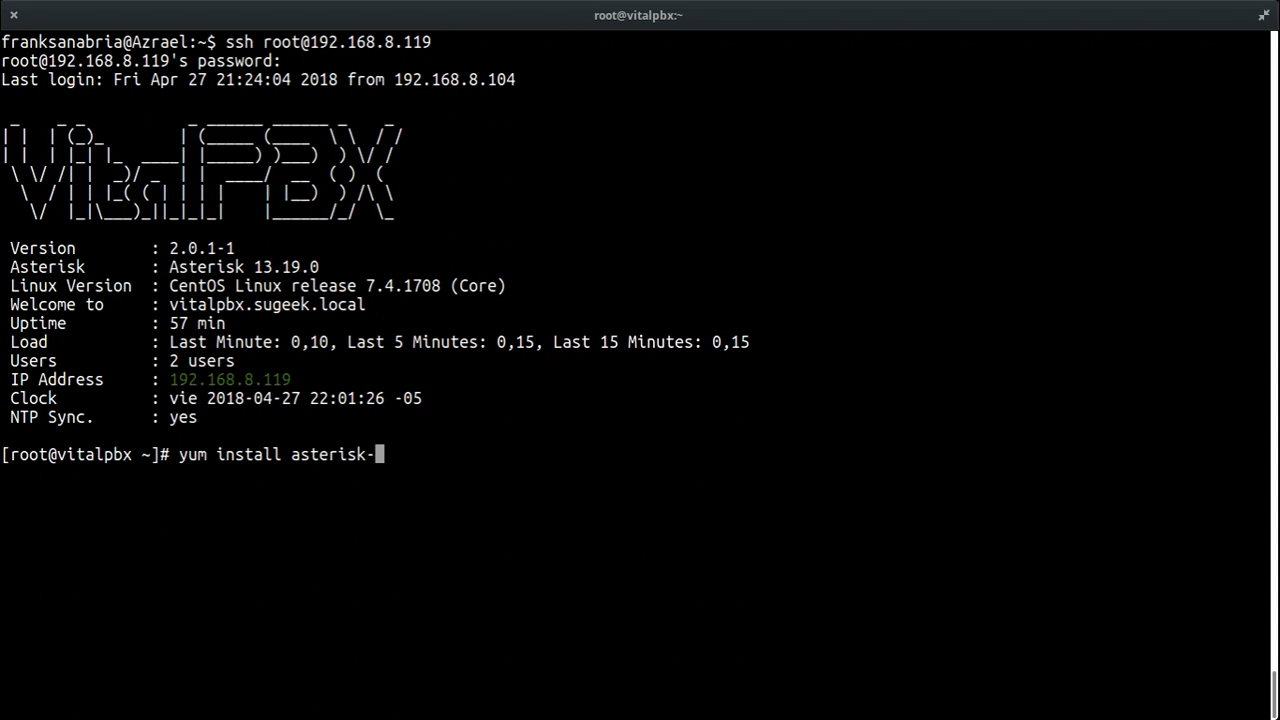 root@vitalpbx:~
franksanabria@Azrael:~$ ssh root@192.168.8.119
root@192.168.8.119's password:
Last login: Fri Apr 27 21:24:04 2018 from 192.168.8.104
VitalPBX
Version : 2.0.1-1
Asterisk : Asterisk 13.19.0
Linux Version : CentOS Linux release 7.4.1708 (Core)
Welcome to : vitalpbx.sugeek.local
Uptime : 57 min
Load : Last Minute: 0,10, Last 5 Minutes: 0,15, Last 15 Minutes: 0,15
Users : 2 users
IP Address : 192.168.8.119
Clock : vie 2018-04-27 22:01:26 -05
NTP Sync. : yes
[root@vitalpbx ~]# yum install asterisk-